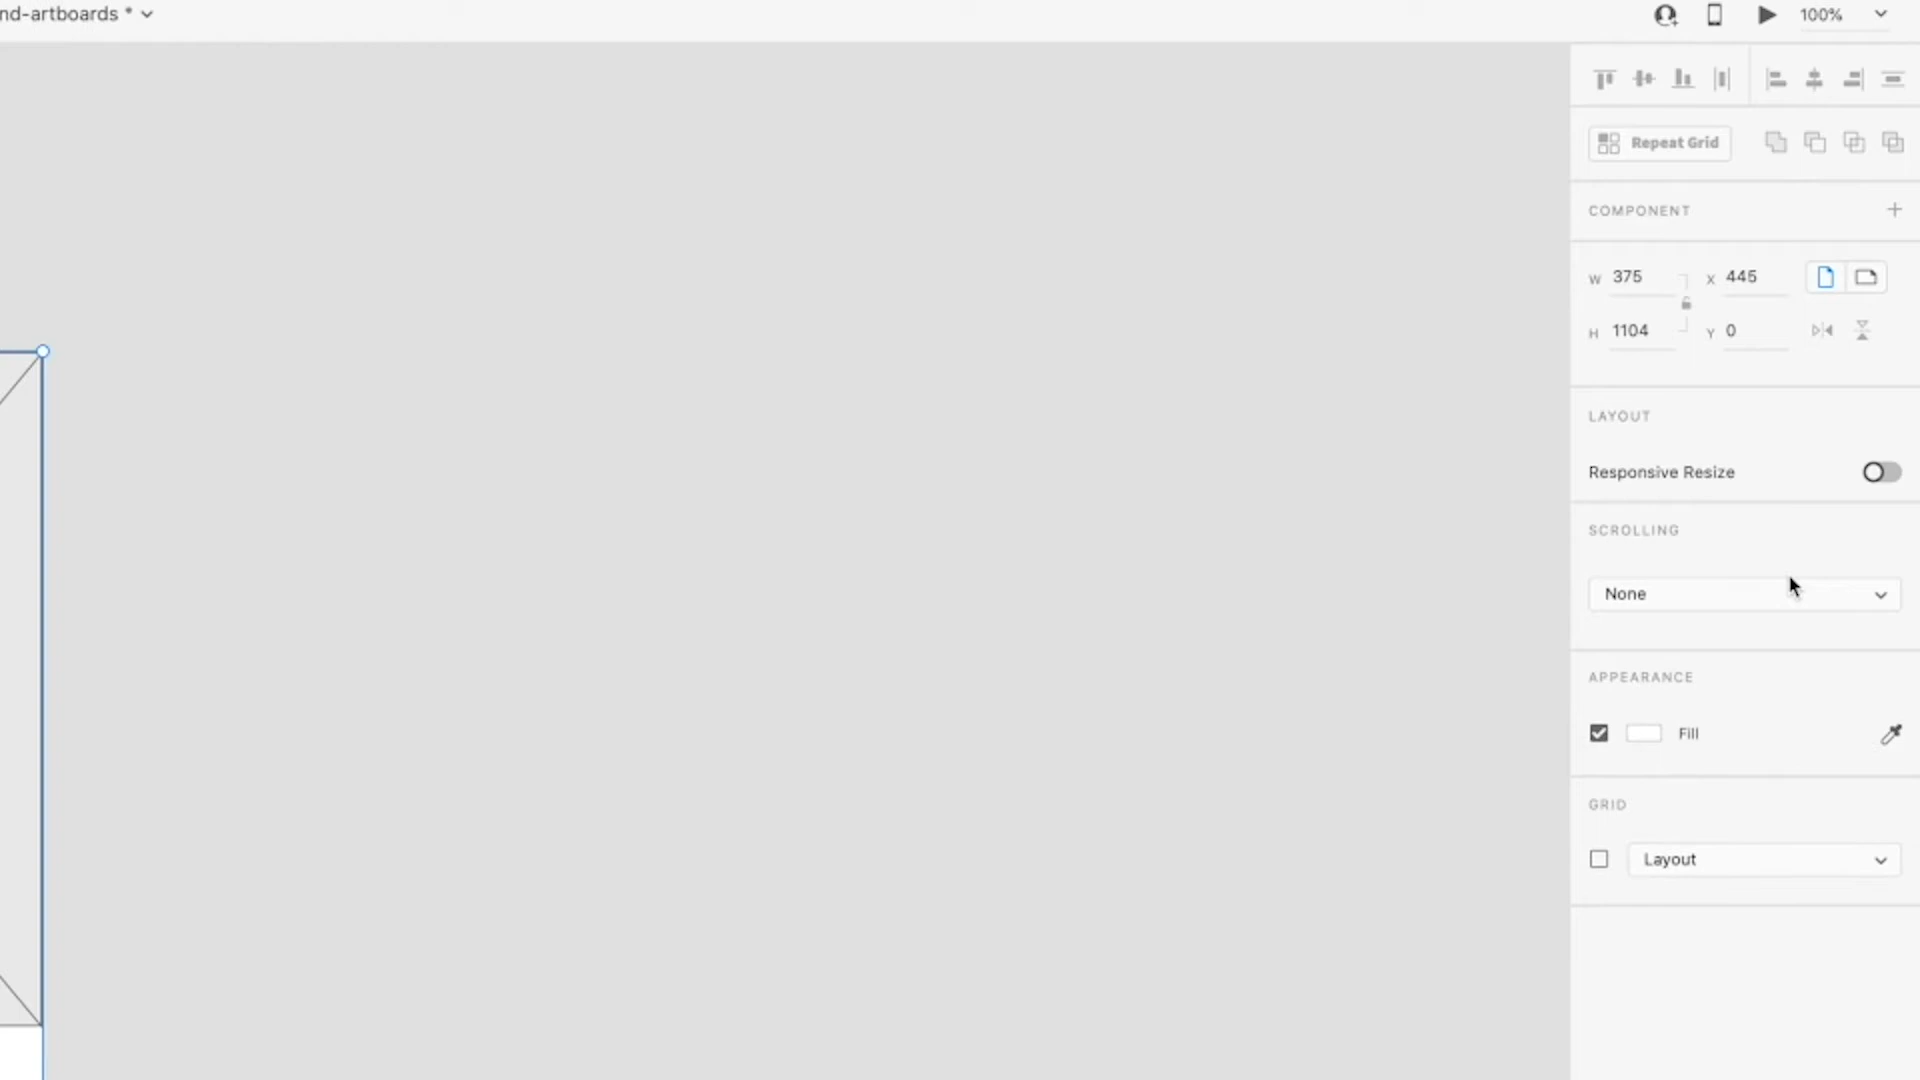 nd-artboards *
100%
Repeat Grid
COMPONENT
W 375 X 445
H 1104 Y 0
LAYOUT
Responsive Resize
SCROLLING
None
APPEARANCE
Fill
GRID
Layout